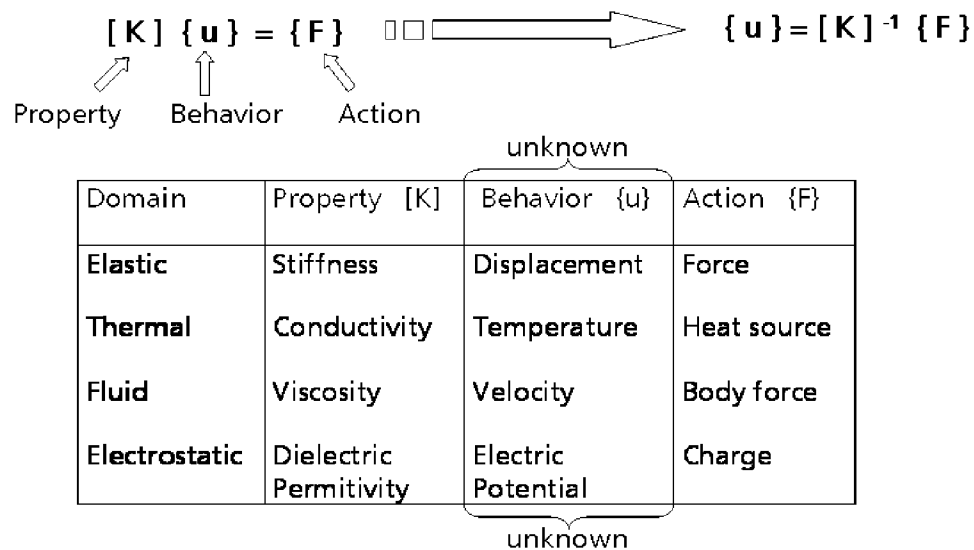 [K] {u} = {F} {u}=[K]-1 {F}
Property Behavior Action
unknown
Domain Property [K] Behavior {u} Action {F}
Elastic Stiffness Displacement Force
Thermal Conductivity Temperature Heat source
Fluid Viscosity Velocity Body force
Electrostatic Dielectric Electric Charge
Permitivity Potential
unknown